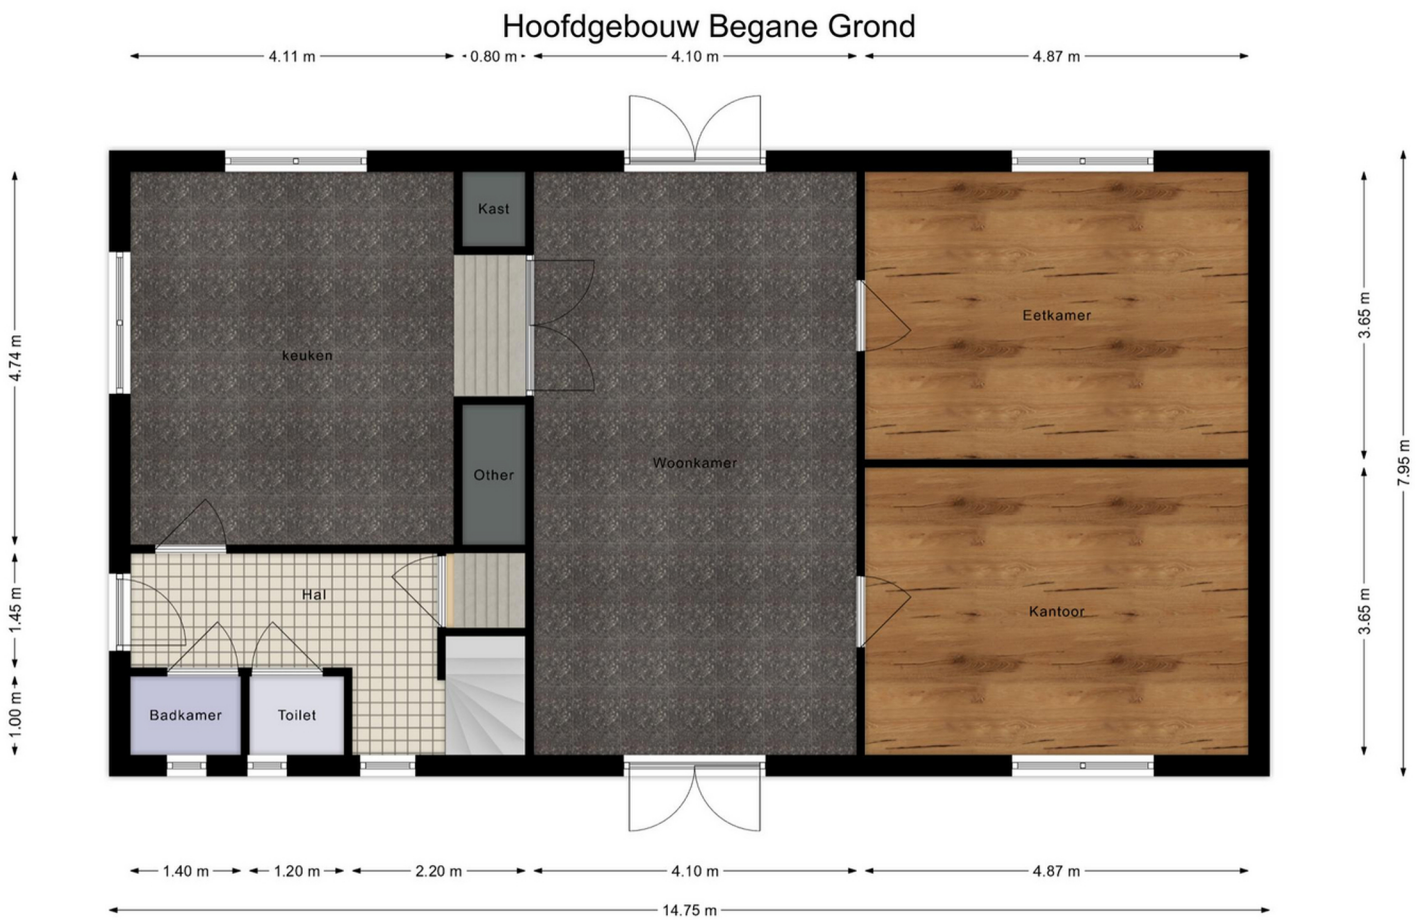 Hoofdgebouw Begane Grond
4.11 m 0.80 m 4.10 m 4.87 m
Kast
Eetkamer
keuken
4.74 m
3.65 m
7.95 m
Woonkamer
Other
Hal
Kantoor
1.45 m
3.65 m
Badkamer Toilet
1.00 m
1.40 m 1.20 m 2.20 m 4.10 m 4.87 m
14.75 m